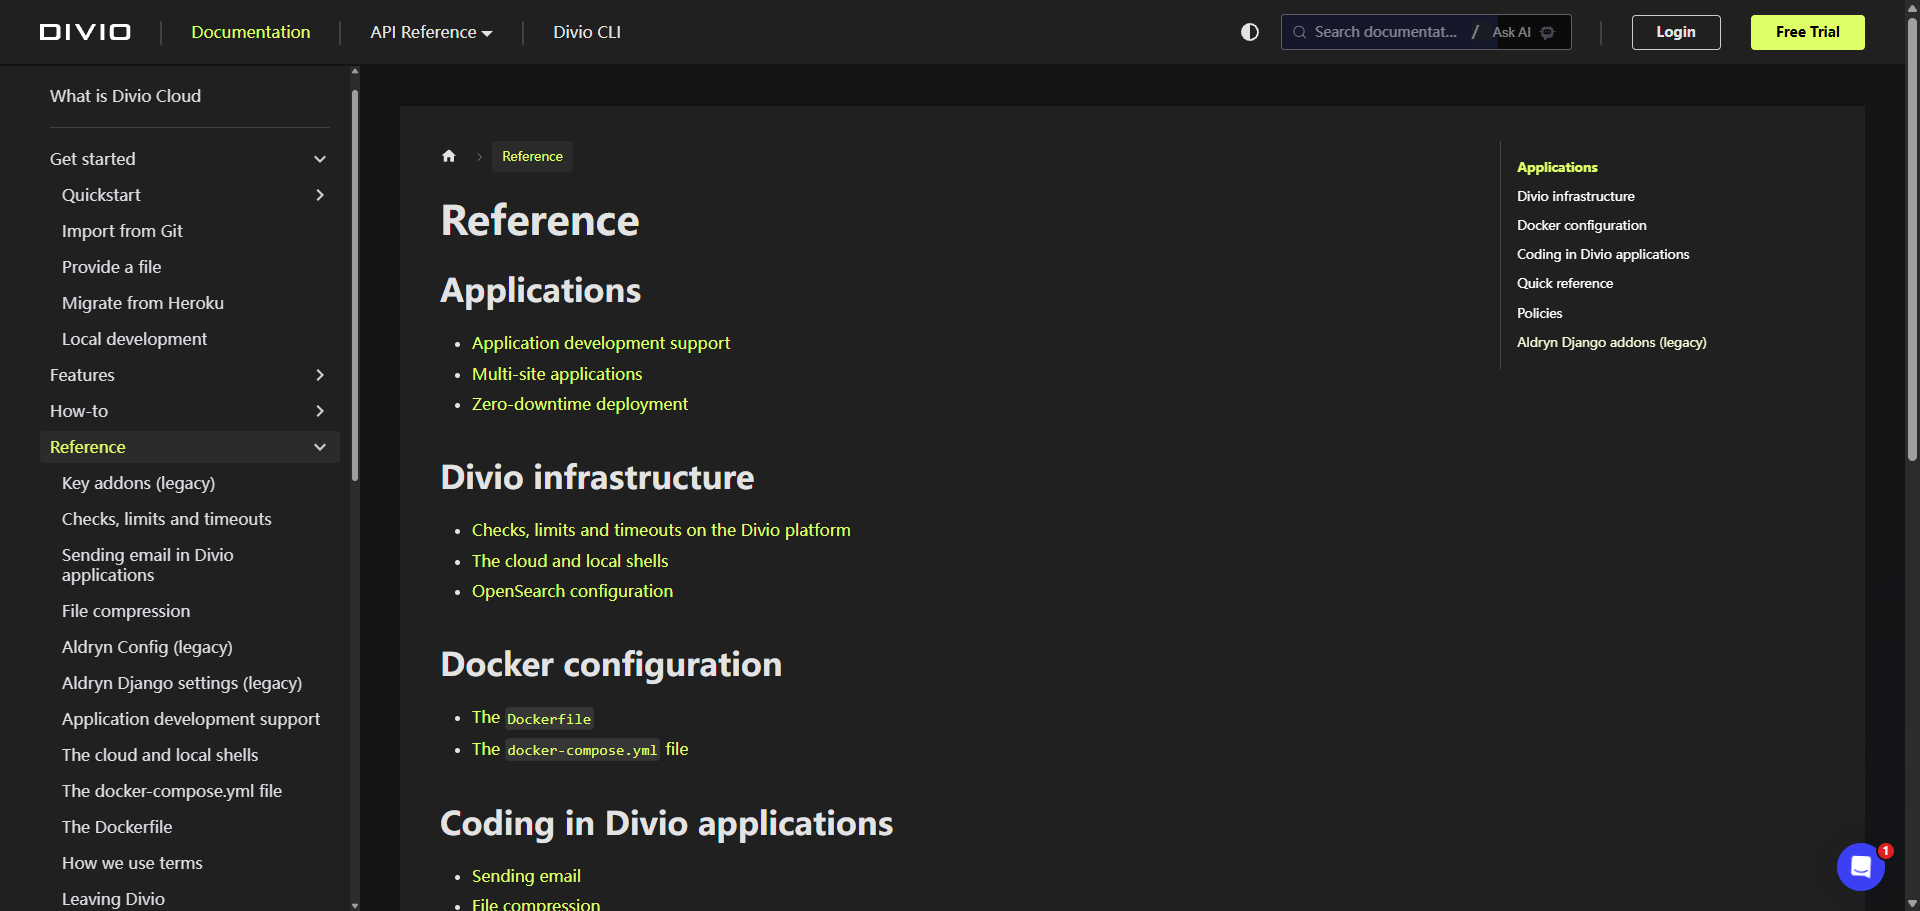 DIVIO
Documentation
API Reference
Divio CLI
Search documentat...
/
Ask AI
Login
Free Trial
What is Divio Cloud
Get started
Quickstart
Import from Git
Provide a file
Migrate from Heroku
Local development
Features
How-to
Reference
Key addons (legacy)
Checks, limits and timeouts
Sending email in Divio
applications
File compression
Aldryn Config (legacy)
Aldryn Django settings (legacy)
Application development support
The cloud and local shells
The docker-compose.yml file
The Dockerfile
How we use terms
Leaving Divio
Reference
Reference
Applications
Application development support
Multi-site applications
Zero-downtime deployment
Divio infrastructure
Checks, limits and timeouts on the Divio platform
The cloud and local shells
OpenSearch configuration
Docker configuration
The Dockerfile
The docker-compose.yml file
Coding in Divio applications
Sending email
File compression
Applications
Divio infrastructure
Docker configuration
Coding in Divio applications
Quick reference
Policies
Aldryn Django addons (legacy)
1